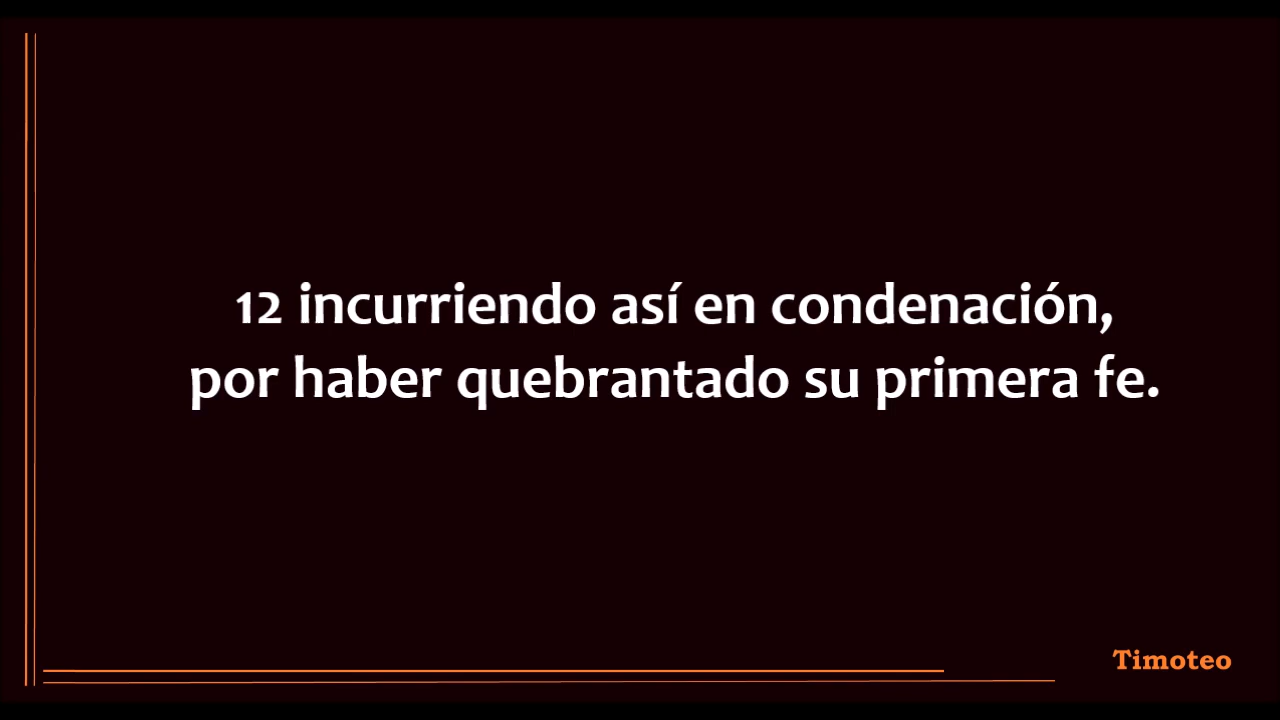 12 incurriendo así en condenación,
por haber quebrantado su primera fe.
Timoteo